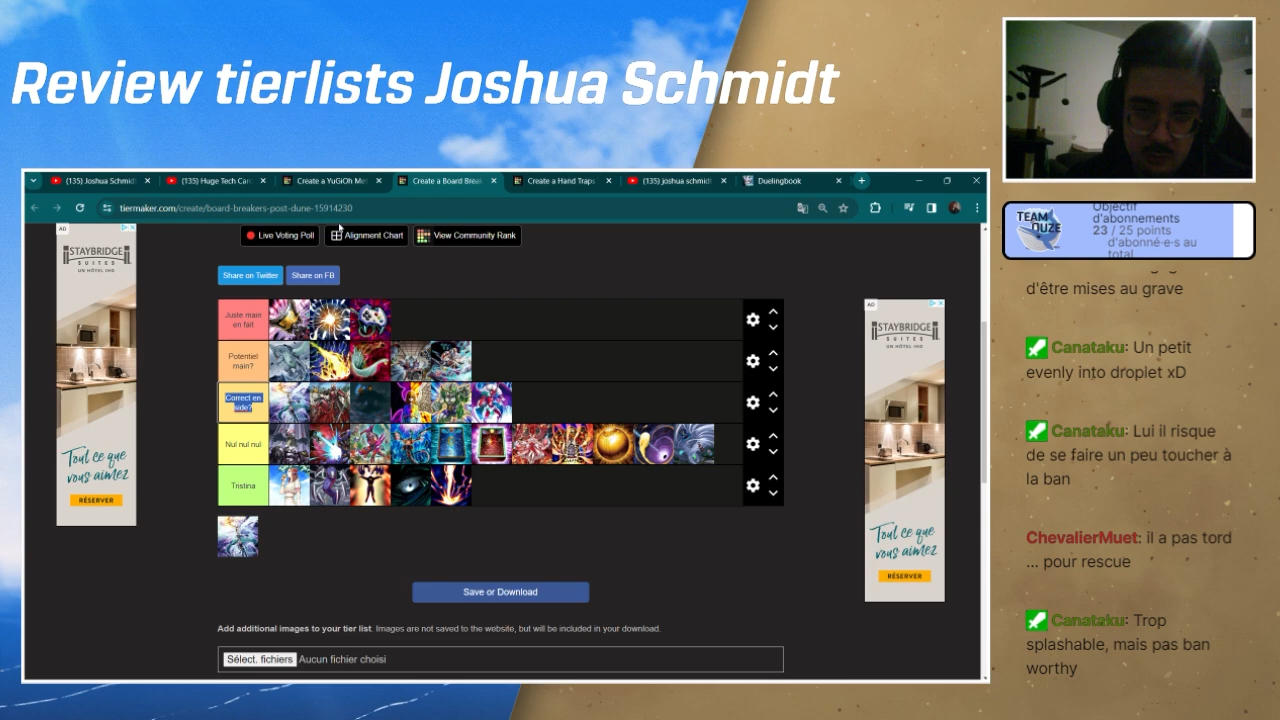 Review tierlists Joshua Schmidt
(135) Joshua Schmid
(135) Huge Tech Car
Create a YuGiOh Me
Create a Board Brea
Create a Hand Traps
(135) joshua schmidt
Duelingbook
tiermaker.com/create/board-breakers-post-dune-15914230
Live Voting Poll
Alignment Chart
View Community Rank
Share on Twitter
Share on FB
AD
STAYBRIDGE
SUITES
UN HÔTEL IHG
Tout ce que
vous aimez
RÉSERVER
Juste main
en fait
Potentiel
main?
Correct en
side?
Nul nul nul
Tristina
Save or Download
Add additional images to your tier list. Images are not saved to the website, but will be included in your download.
Sélect. fichiers Aucun fichier choisi
AD
STAYBRIDGE
SUITES
UN HÔTEL IHG
Tout ce que
vous aimez
RÉSERVER
TEAM
OUZE
Objectif
d'abonnements
23 / 25 points
d'abonné·e·s au
total
d'être mises au grave
Canataku: Un petit
evenly into droplet xD
Canataku: Lui il risque
de se faire un peu toucher à
la ban
ChevalierMuet: il a pas tord
... pour rescue
Canataku: Trop
splashable, mais pas ban
worthy